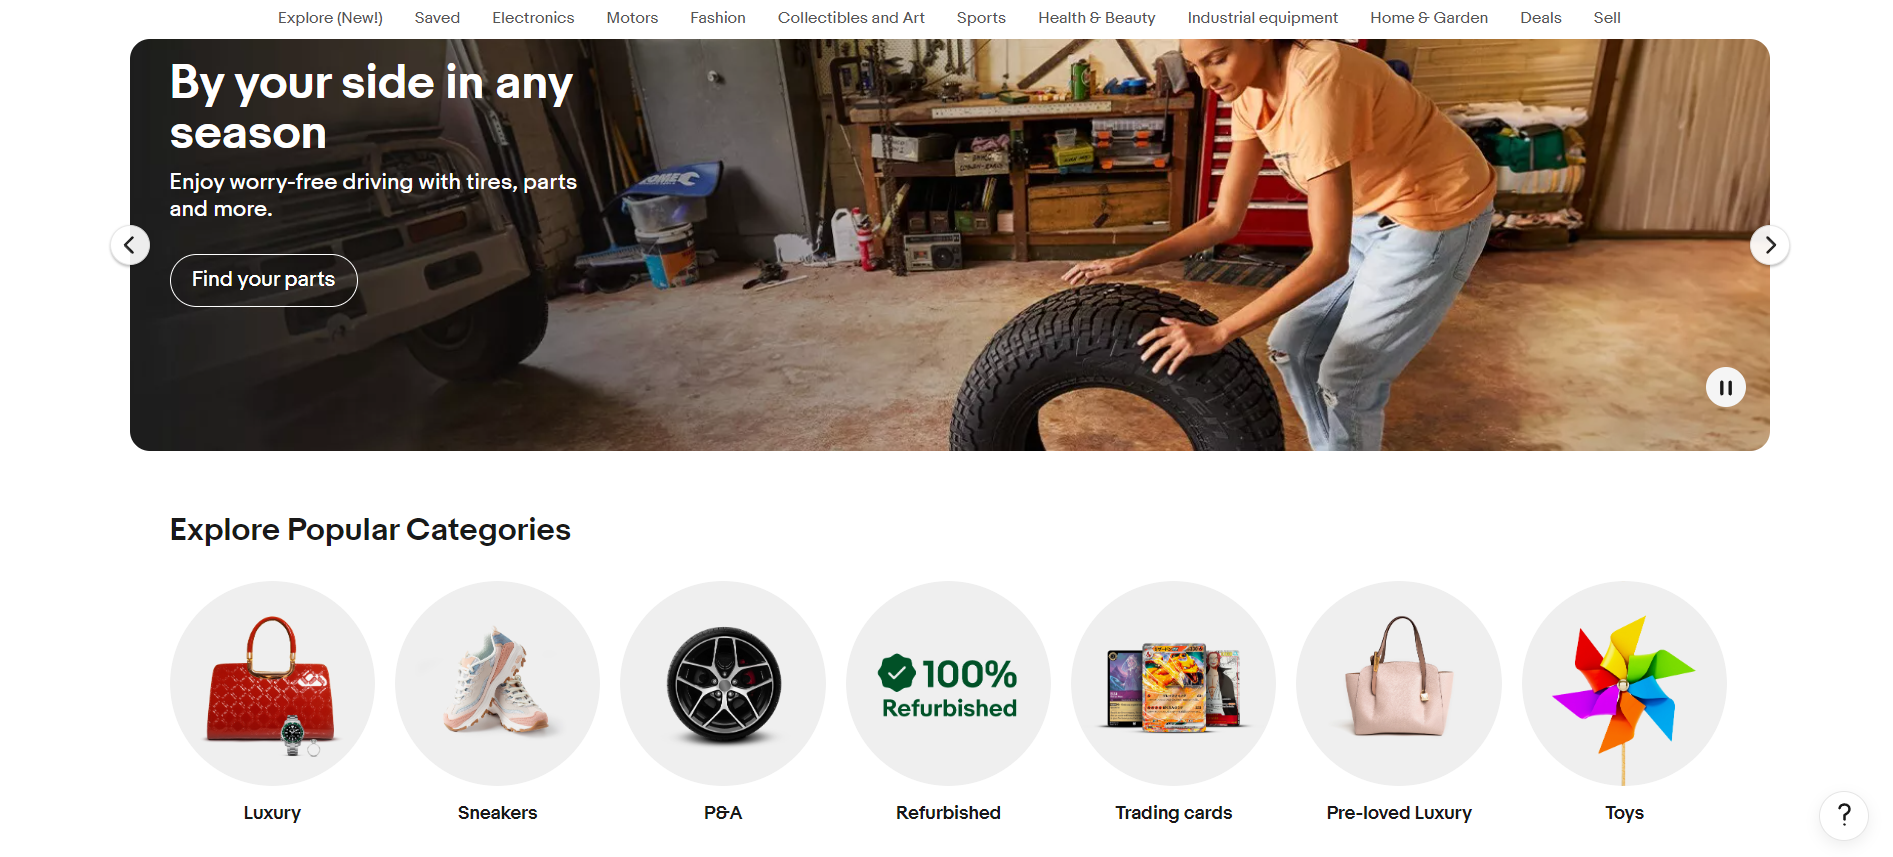 Explore (New!) Saved Electronics Motors Fashion Collectibles and Art Sports Health & Beauty Industrial equipment Home & Garden Deals Sell
By your side in any
season
Enjoy worry-free driving with tires, parts
and more.
Find your parts
Explore Popular Categories
100%
Refurbished
Luxury Sneakers P&A Refurbished Trading cards Pre-loved Luxury Toys
?